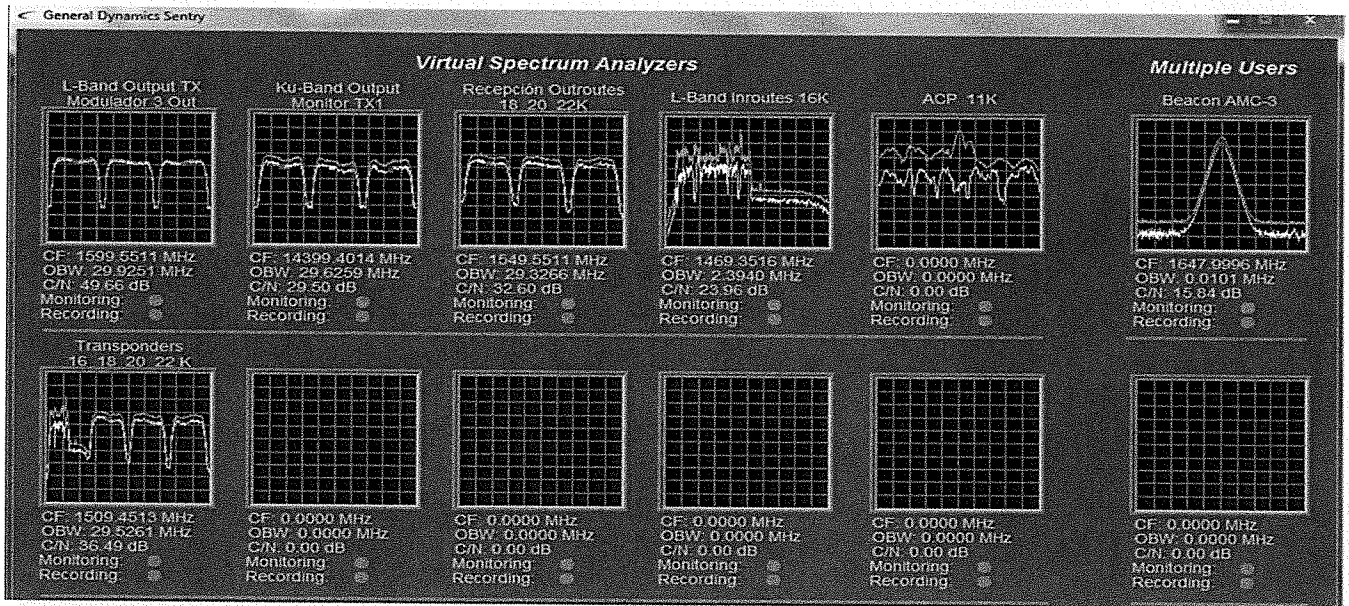 General Dynamics Sentry
Virtual Spectrum Analyzers
Multiple Users
L-Band Output TX
Modulador 3 Out
Ku-Band Output
Monitor TX1
Recepción Outroutes
18 20 22K
L-Band Inroutes 16K
ACP 11K
Beacon AMC-3
CF: 1599.5511 MHz
OBW: 29.9251 MHz
C/N: 49.66 dB
Monitoring:
Recording:
CF: 14399.4014 MHz
OBW: 29.6259 MHz
C/N: 29.50 dB
Monitoring:
Recording:
CF: 1549.5511 MHz
OBW: 29.3266 MHz
C/N: 32.60 dB
Monitoring:
Recording:
CF: 1469.3516 MHz
OBW: 2.3940 MHz
C/N: 23.96 dB
Monitoring:
Recording:
CF: 0.0000 MHz
OBW: 0.0000 MHz
C/N: 0.00 dB
Monitoring:
Recording:
CF: 1647.9996 MHz
OBW: 0.0101 MHz
C/N: 15.84 dB
Monitoring:
Recording:
Transponders
16 18 20 22 K
CF: 1509.4513 MHz
OBW: 29.5261 MHz
C/N: 36.49 dB
Monitoring:
Recording:
CF: 0.0000 MHz
OBW: 0.0000 MHz
C/N: 0.00 dB
Monitoring:
Recording:
CF: 0.0000 MHz
OBW: 0.0000 MHz
C/N: 0.00 dB
Monitoring:
Recording:
CF: 0.0000 MHz
OBW: 0.0000 MHz
C/N: 0.00 dB
Monitoring:
Recording:
CF: 0.0000 MHz
OBW: 0.0000 MHz
C/N: 0.00 dB
Monitoring:
Recording:
CF: 0.0000 MHz
OBW: 0.0000 MHz
C/N: 0.00 dB
Monitoring:
Recording: